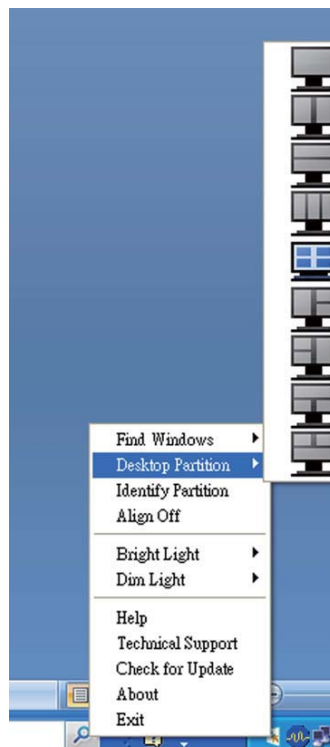 Find Windows
Desktop Partition
Identify Partition
Align Off
Bright Light
Dim Light
Help
Technical Support
Check for Update
About
Exit